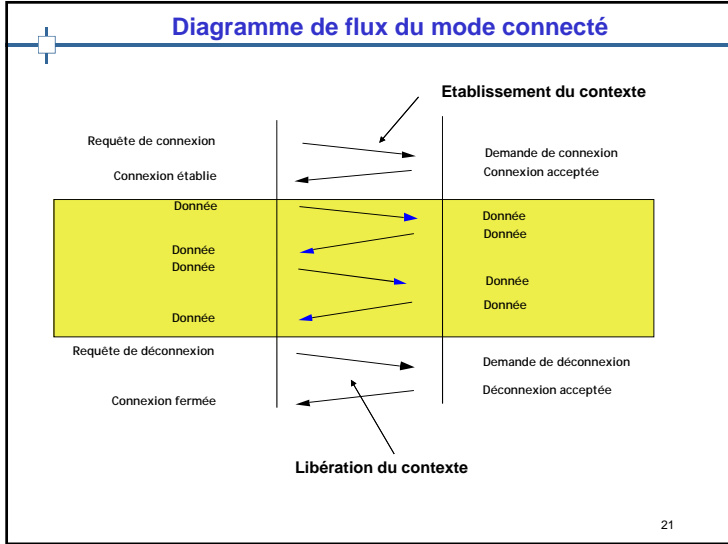 Diagramme de flux du mode connecté
Etablissement du contexte
Requête de connexion
Demande de connexion
Connexion établie
Connexion acceptée
Donnée
Donnée
Donnée
Donnée
Donnée
Donnée
Donnée
Donnée
Requête de déconnexion
Demande de déconnexion
Connexion fermée
Déconnexion acceptée
Libération du contexte
21